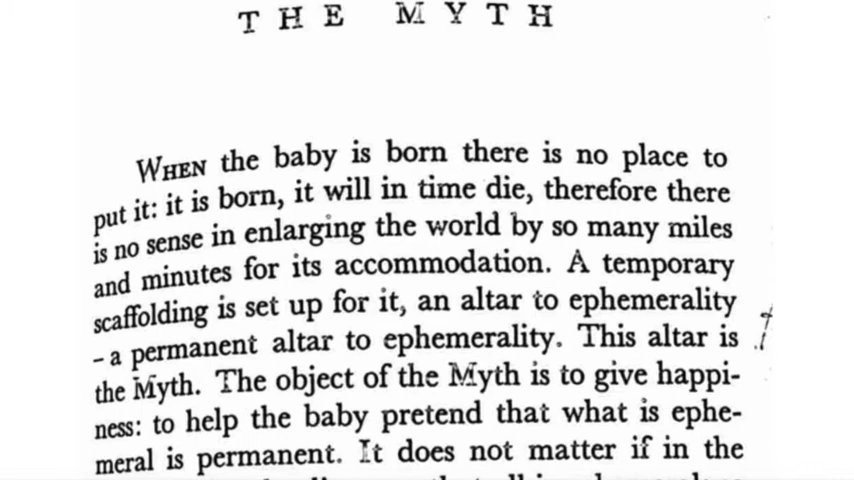 THE MYTH
WHEN the baby is born there is no place to
put it: it is born, it will in time die, therefore there
is no sense in enlarging the world by so many miles
and minutes for its accommodation. A temporary
scaffolding is set up for it, an altar to ephemerality
– a permanent altar to ephemerality. This altar is
the Myth. The object of the Myth is to give happi-
ness: to help the baby pretend that what is ephe-
meral is permanent. It does not matter if in the